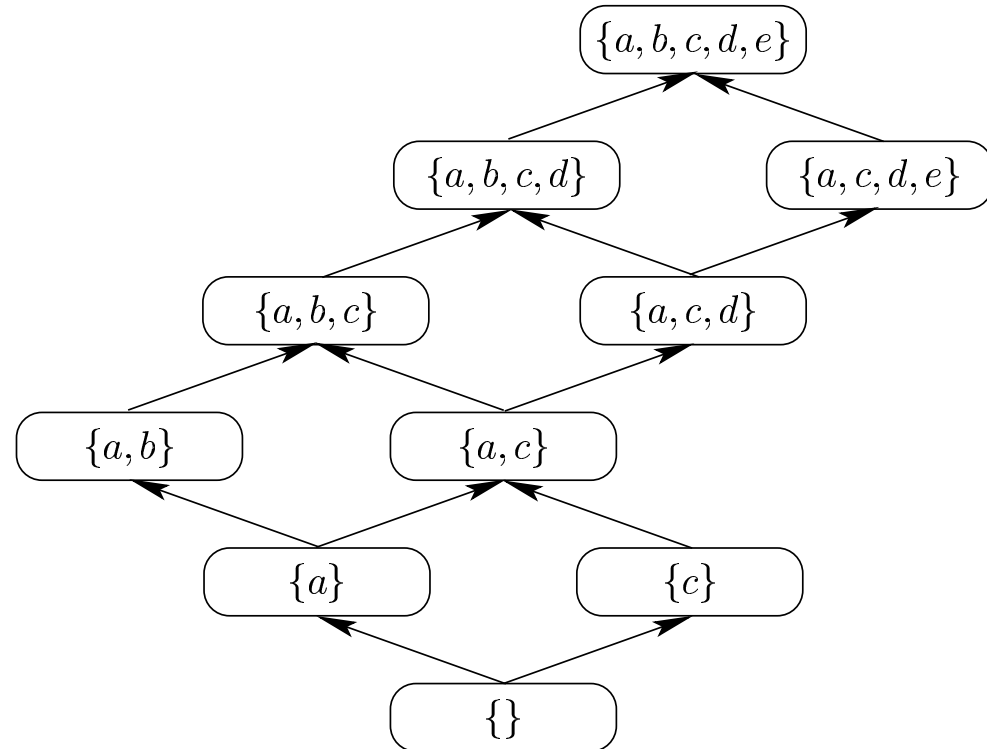 {a, b, c, d, e}
{a, b, c, d}
{a, c, d, e}
{a, b, c}
{a, c, d}
{a, b}
{a, c}
{a}
{c}
{}